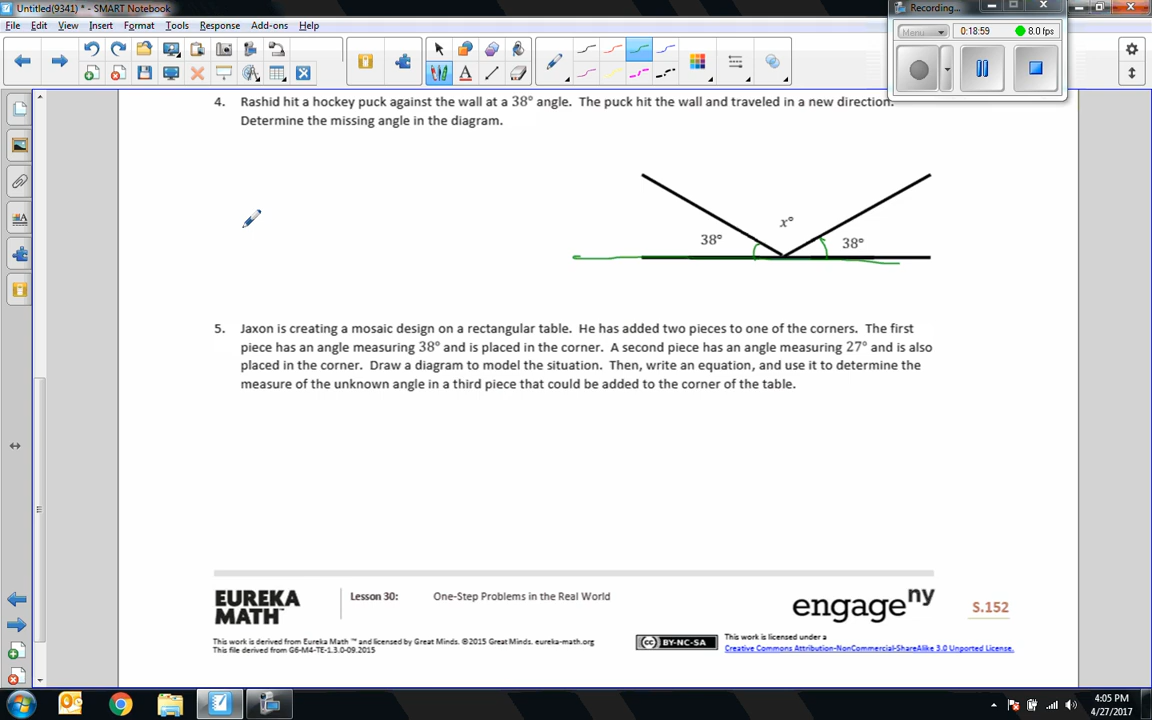 Untitled(9341) * - SMART Notebook
Recording...
File Edit View Insert Format Tools Response Add-ons Help
Menu
0:18:59
8.0 fps
4. Rashid hit a hockey puck against the wall at a 38° angle. The puck hit the wall and traveled in a new direction.
Determine the missing angle in the diagram.
x°
38°
38°
5. Jaxon is creating a mosaic design on a rectangular table. He has added two pieces to one of the corners. The first
piece has an angle measuring 38° and is placed in the corner. A second piece has an angle measuring 27° and is also
placed in the corner. Draw a diagram to model the situation. Then, write an equation, and use it to determine the
measure of the unknown angle in a third piece that could be added to the corner of the table.
EUREKA
MATH™
Lesson 30: One-Step Problems in the Real World
engageny
S.152
This work is derived from Eureka Math ™ and licensed by Great Minds. ©2015 Great Minds. eureka-math.org
This file derived from G6-M4-TE-1.3.0-09.2015
cc BY-NC-SA
This work is licensed under a
Creative Commons Attribution-NonCommercial-ShareAlike 3.0 Unported License.
4:05 PM
4/27/2017